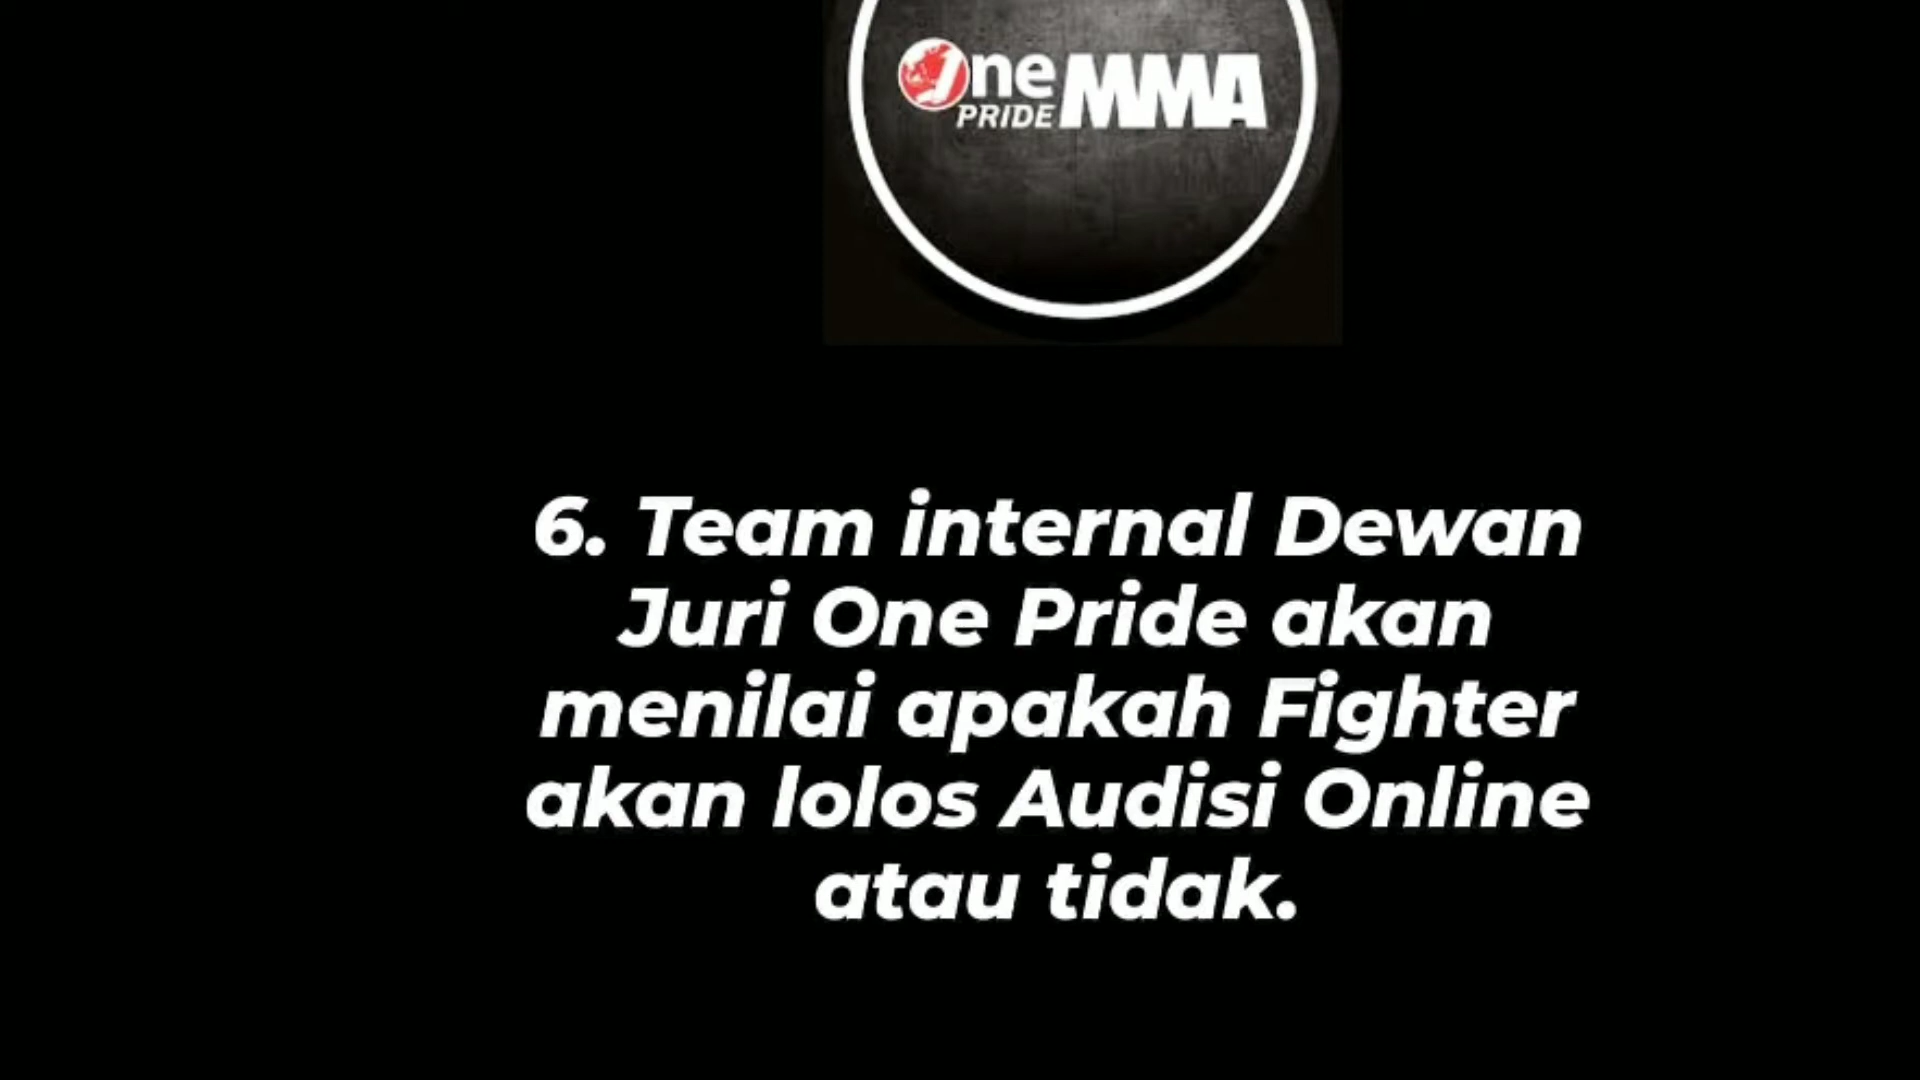 One
PRIDE MMA
6. Team internal Dewan
Juri One Pride akan
menilai apakah Fighter
akan lolos Audisi Online
atau tidak.